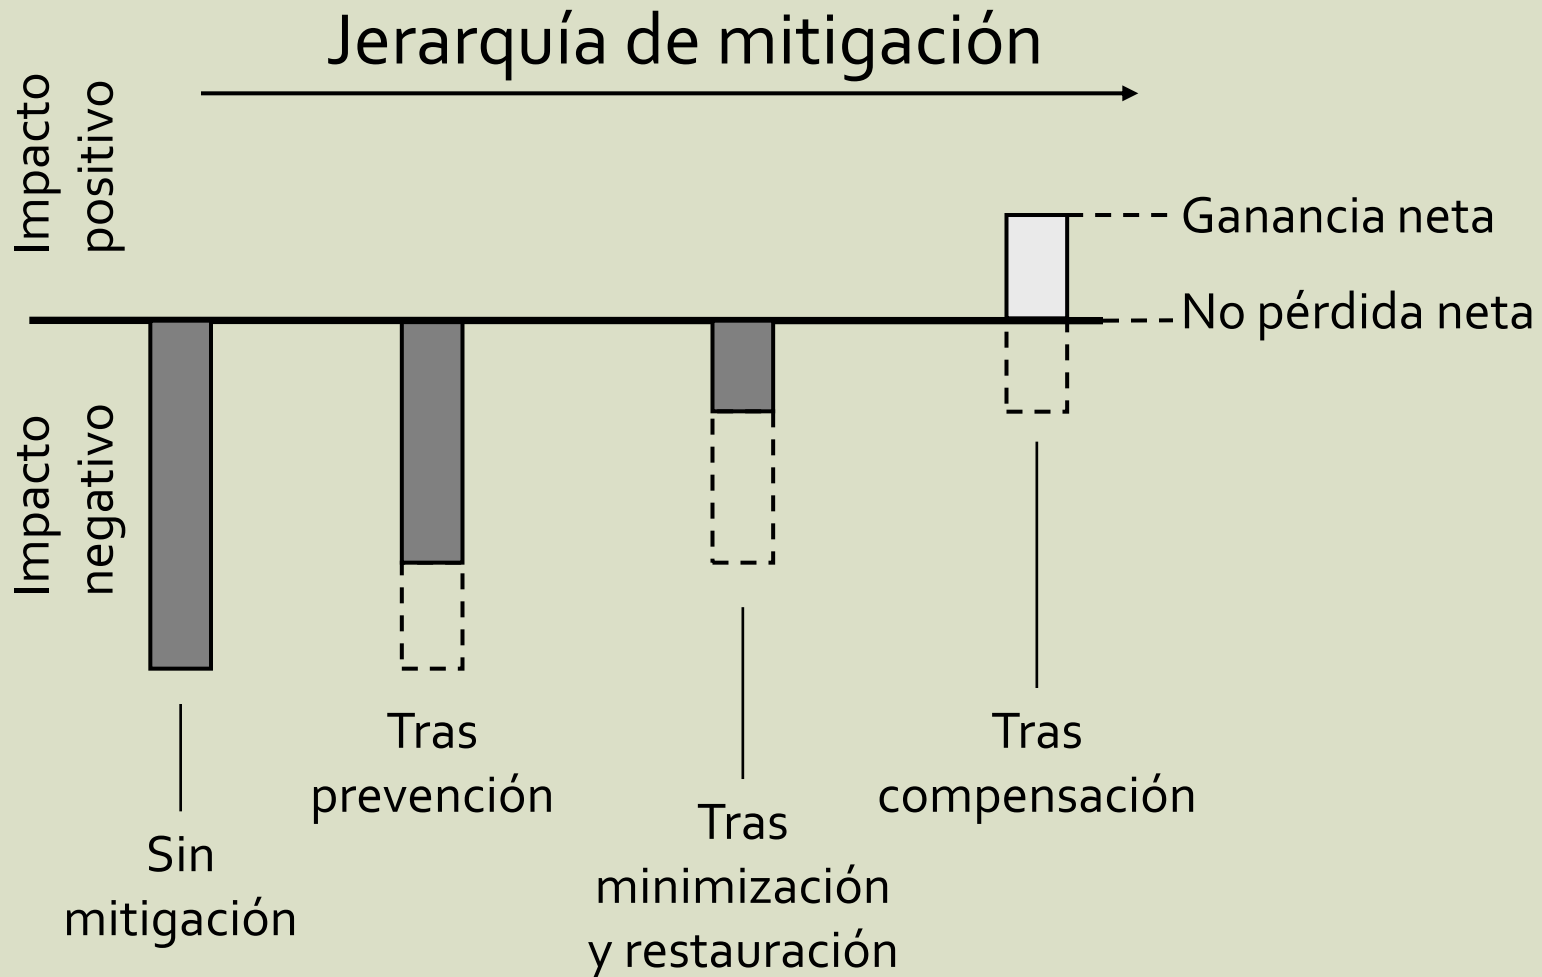 Jerarquía de mitigación
Impacto
positivo
Ganancia neta
No pérdida neta
Impacto
negativo
Sin
mitigación
Tras
prevención
Tras
minimización
y restauración
Tras
compensación